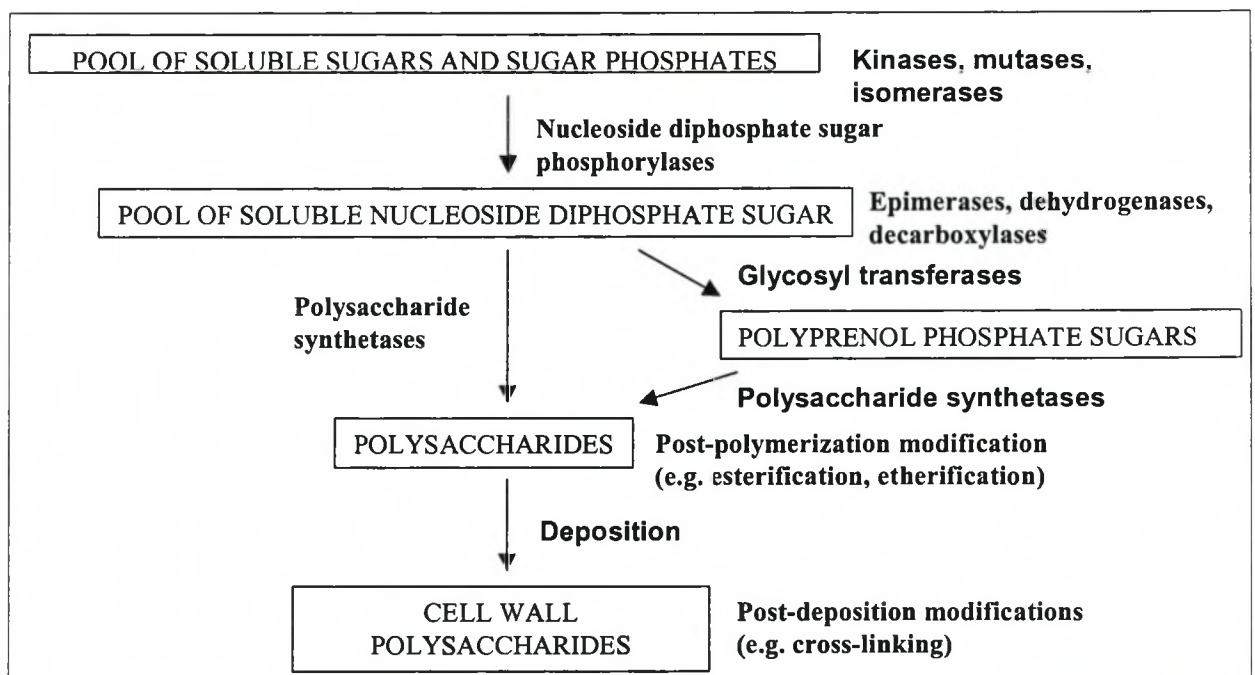 POOL OF SOLUBLE SUGARS AND SUGAR PHOSPHATES
Kinases, mutases,
isomerases
Nucleoside diphosphate sugar
phosphorylases
POOL OF SOLUBLE NUCLEOSIDE DIPHOSPHATE SUGAR
Epimerases, dehydrogenases,
decarboxylases
Glycosyl transferases
Polysaccharide
synthetases
POLYPRENOL PHOSPHATE SUGARS
Polysaccharide synthetases
POLYSACCHARIDES
Post-polymerization modification
(e.g. esterification, etherification)
Deposition
CELL WALL
POLYSACCHARIDES
Post-deposition modifications
(e.g. cross-linking)